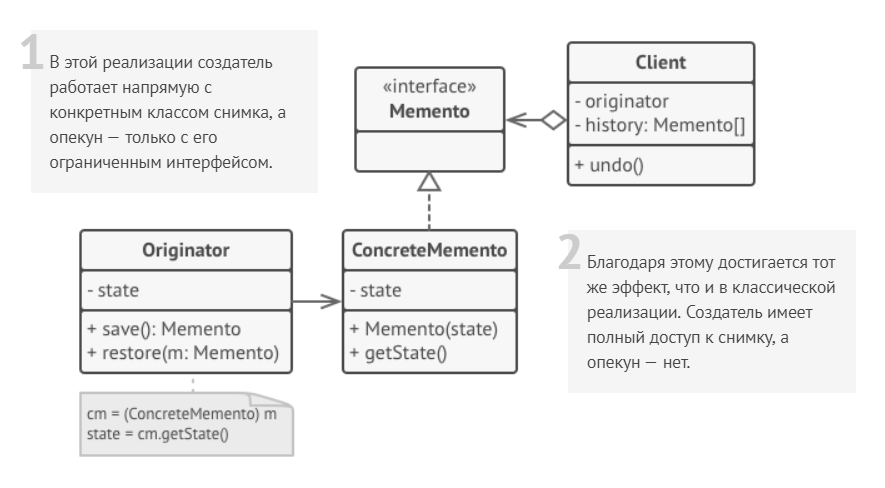 1
В этой реализации создатель
работает напрямую с
конкретным классом снимка, а
опекун — только с его
ограниченным интерфейсом.
«interface»
Memento
Client
- originator
- history: Memento[]
+ undo()
Originator
- state
+ save(): Memento
+ restore(m: Memento)
cm = (ConcreteMemento) m
state = cm.getState()
ConcreteMemento
- state
+ Memento(state)
+ getState()
2
Благодаря этому достигается тот
же эффект, что и в классической
реализации. Создатель имеет
полный доступ к снимку, а
опекун — нет.